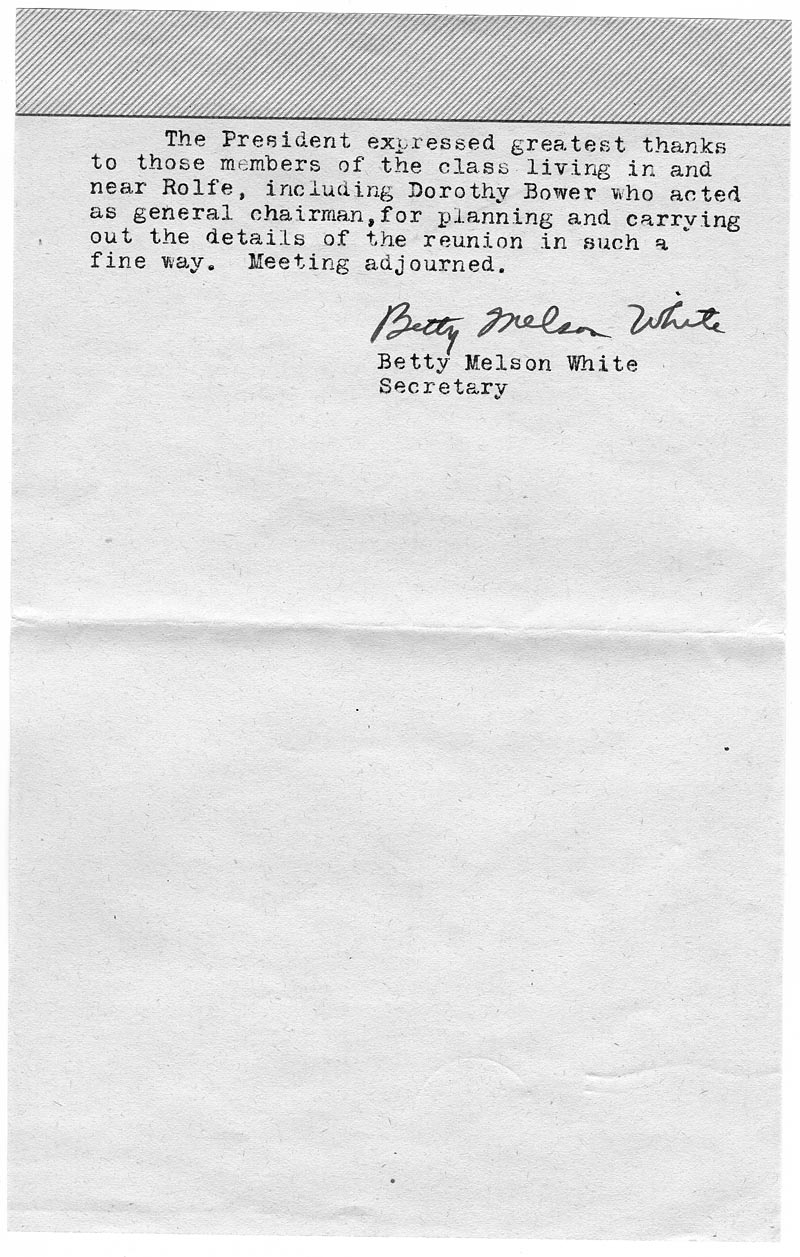 The President expressed greatest thanks
to those members of the class living in and
near Rolfe, including Dorothy Bower who acted
as general chairman,for planning and carrying
out the details of the reunion in such a
fine way. Meeting adjourned.
Betty Melson White
Betty Melson White
Secretary